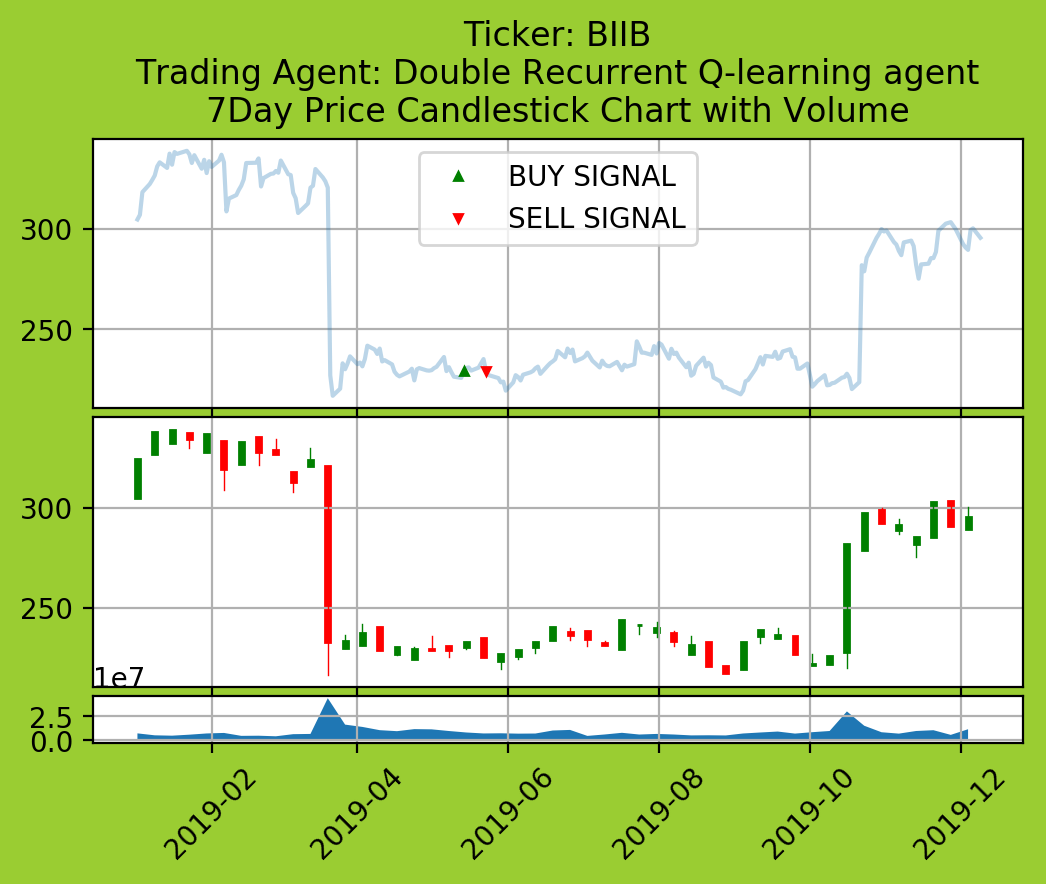 Ticker: BIIB
Trading Agent: Double Recurrent Q-learning agent
7Day Price Candlestick Chart with Volume
BUY SIGNAL
SELL SIGNAL
300
250
300
250
1e7
2.5
0.0
2019-02
2019-04
2019-06
2019-08
2019-10
2019-12